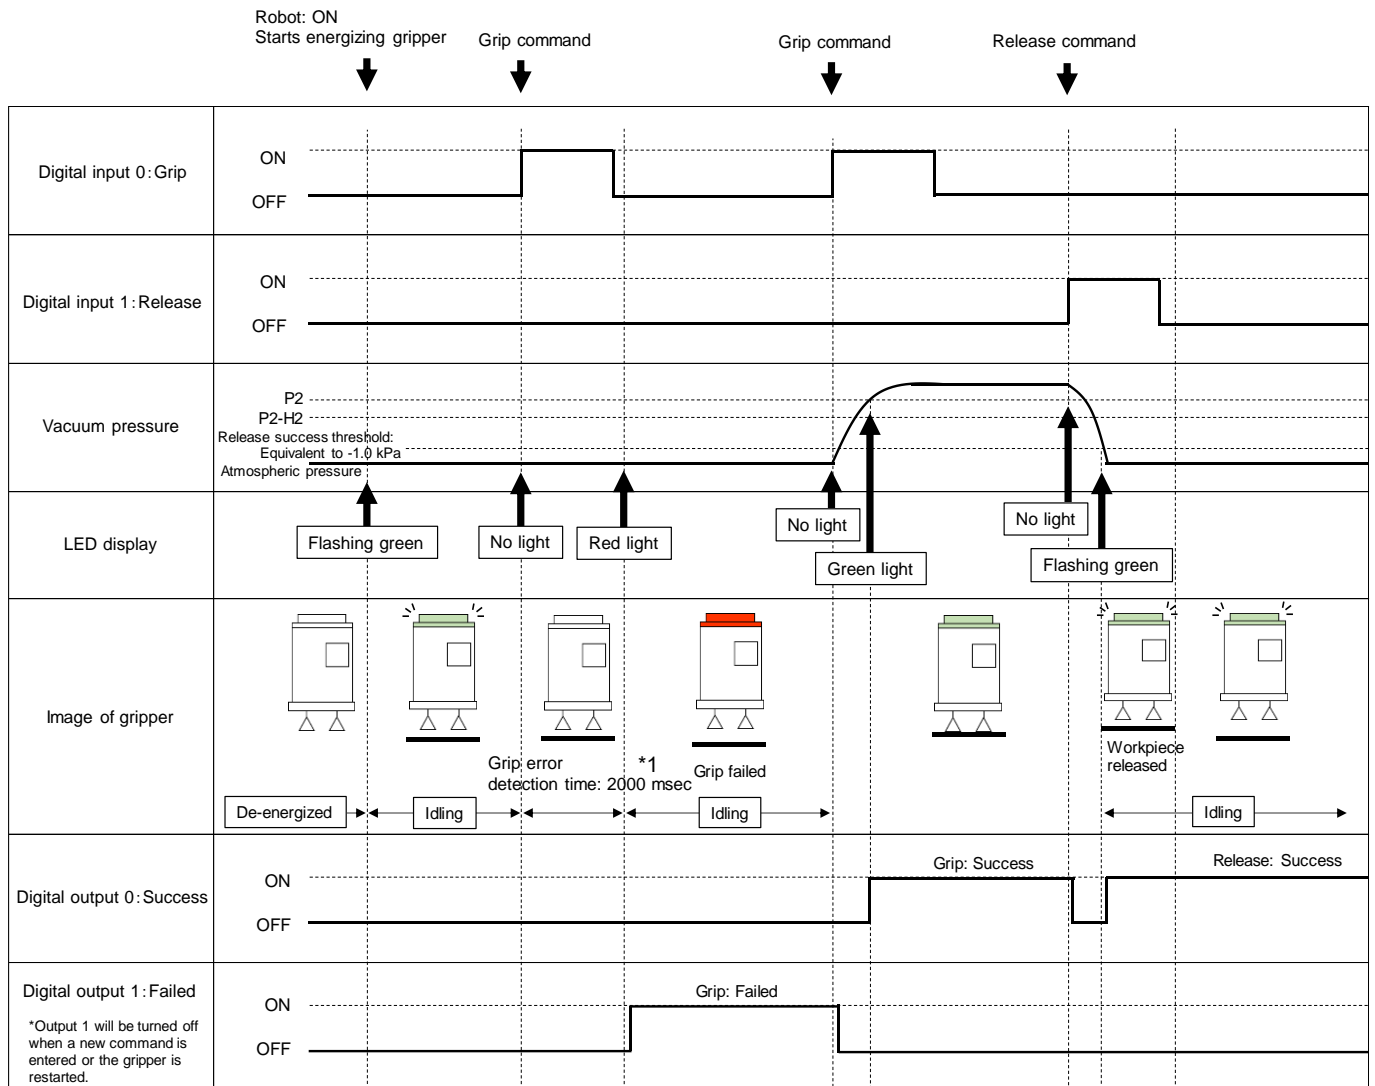 Robot: ON
Starts energizing gripper
Grip command
Grip command
Release command
Digital input 0:Grip
ON
OFF
Digital input 1:Release
ON
OFF
Vacuum pressure
P2
P2-H2
Release success threshold:
Equivalent to -1.0 kPa
Atmospheric pressure
LED display
Flashing green
No light
Red light
No light
Green light
No light
Flashing green
Image of gripper
Grip error
detection time: 2000 msec
*1
Grip failed
Workpiece
released
De-energized
Idling
Idling
Idling
Digital output 0:Success
ON
OFF
Grip: Success
Release: Success
Digital output 1:Failed
*Output 1 will be turned off
when a new command is
entered or the gripper is
restarted.
ON
OFF
Grip: Failed